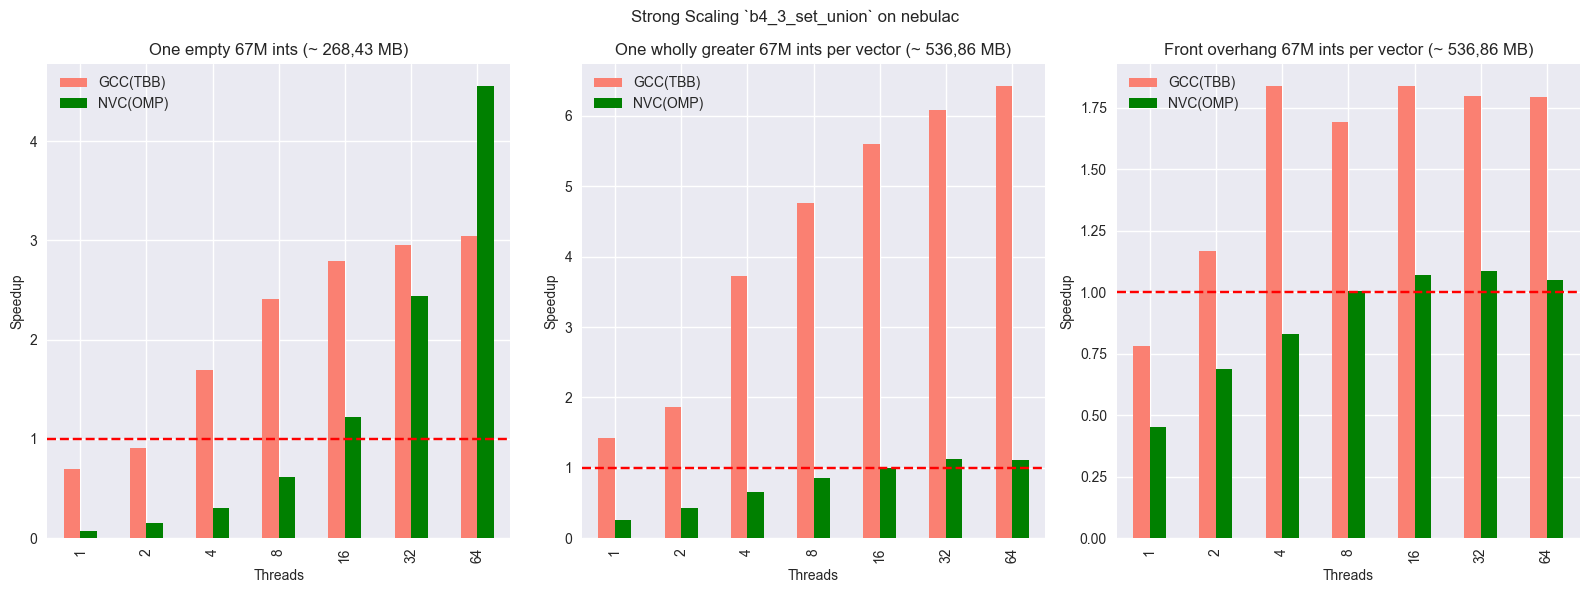 Strong Scaling `b4_3_set_union` on nebulac
One empty 67M ints (~ 268,43 MB)
GCC(TBB)
NVC(OMP)
Speedup
4
3
2
1
0
1 2 4 8 16 32 64
Threads
One wholly greater 67M ints per vector (~ 536,86 MB)
GCC(TBB)
NVC(OMP)
Speedup
6
5
4
3
2
1
0
1 2 4 8 16 32 64
Threads
Front overhang 67M ints per vector (~ 536,86 MB)
GCC(TBB)
NVC(OMP)
Speedup
1.75
1.50
1.25
1.00
0.75
0.50
0.25
0.00
1 2 4 8 16 32 64
Threads